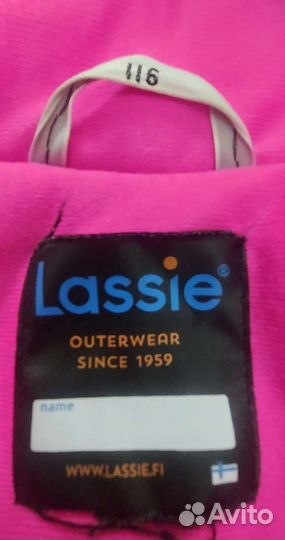 116
Lassie®
OUTERWEAR
SINCE 1959
name
WWW.LASSIE.FI
Avito